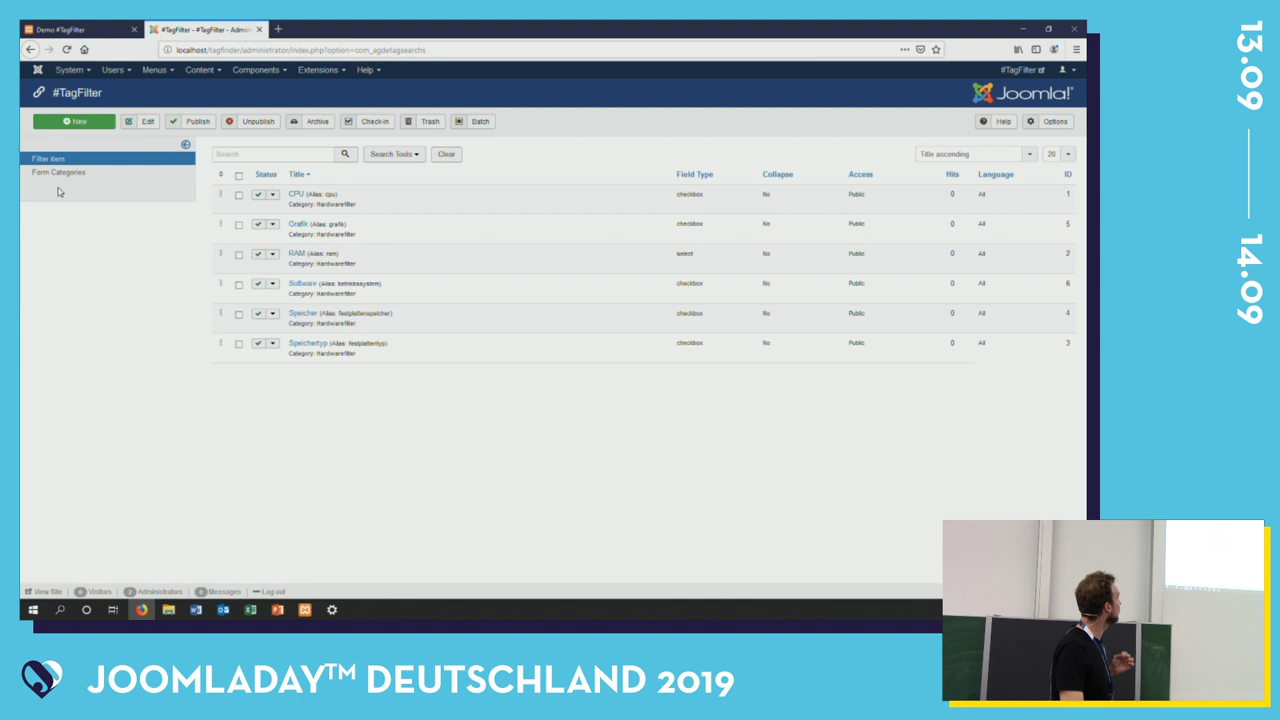 Demo #TagFilter
#TagFilter - #TagFilter - Admin
localhost/tagfinder/administrator/index.php?option=com_agdetagsearchs
System Users Menus Content Components Extensions Help
#TagFilter
#TagFilter
Joomla!
New Edit Publish Unpublish Archive Check-in Trash Batch Help Options
Filter item
Form Categories
Search Search Tools Clear Title ascending 20
Status Title Field Type Collapse Access Hits Language ID
CPU (Alias: cpu) checkbox No Public 0 All 1
Category: Hardwarefilter
Grafik (Alias: grafik) checkbox No Public 0 All 5
Category: Hardwarefilter
RAM (Alias: ram) select No Public 0 All 2
Category: Hardwarefilter
Software (Alias: betriebssystem) checkbox No Public 0 All 6
Category: Hardwarefilter
Speicher (Alias: festplattenspeicher) checkbox No Public 0 All 4
Category: Hardwarefilter
Speichertyp (Alias: festplattentyp) checkbox No Public 0 All 3
Category: Hardwarefilter
View Site Visitors Administrators Messages Log out
13.09
14.09
JOOMLADAY™ DEUTSCHLAND 2019